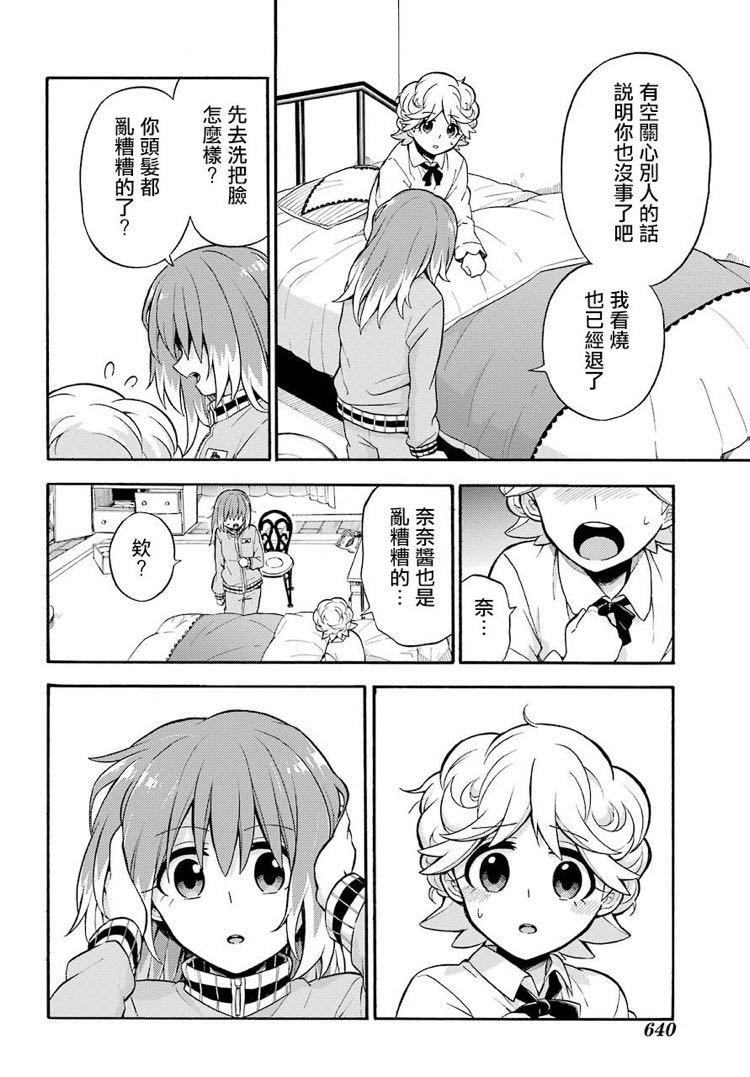 有空關心別人的話
説明你也沒事了吧
我看燒
也已經退了
先去洗把臉
怎麼樣？
你頭髮都
亂糟糟的了？
奈…
奈奈醬也是
亂糟糟的…
欸？
640